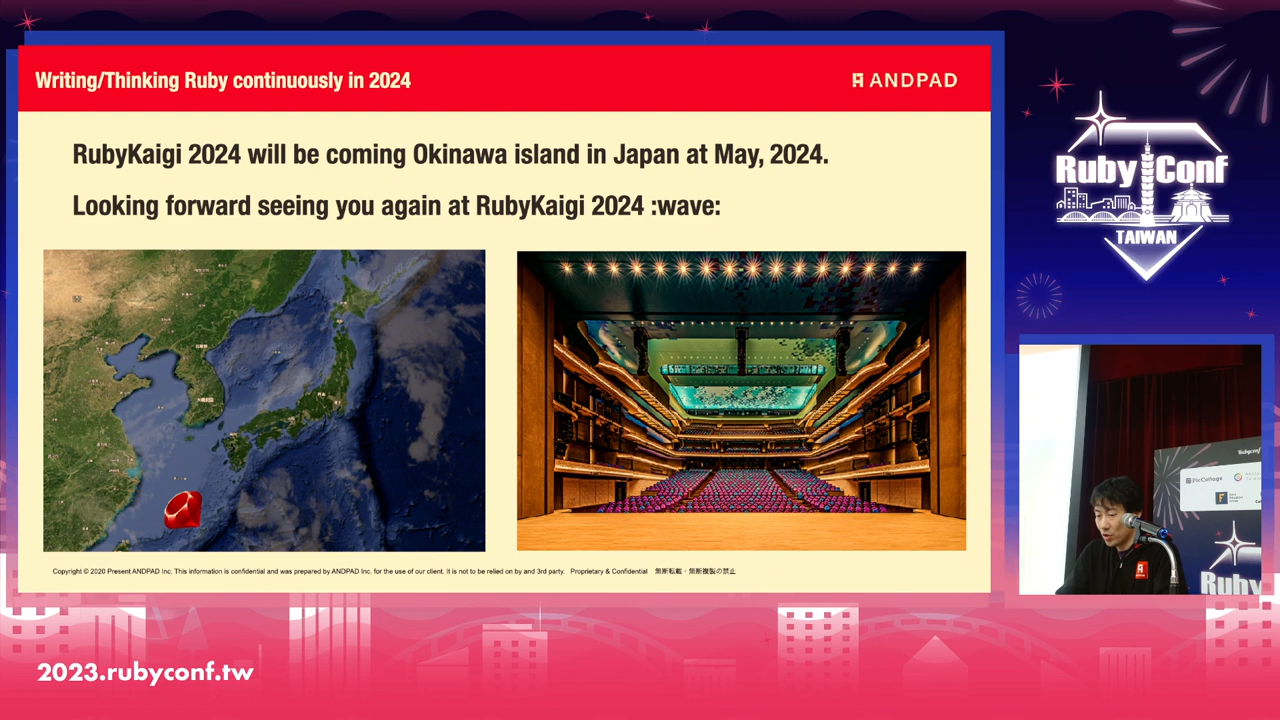 Writing/Thinking Ruby continuously in 2024
ANDPAD
RubyKaigi 2024 will be coming Okinawa island in Japan at May, 2024.
Looking forward seeing you again at RubyKaigi 2024 :wave:
Copyright © 2020 Present ANDPAD Inc. This information is confidential and was prepared by ANDPAD Inc. for the use of our client. It is not to be relied on by and 3rd party. Proprietary & Confidential 無断転載・無断複製の禁止
Ruby Conf
TAIWAN
Rubyconf
PicCollage
Ruby
2023.rubyconf.tw